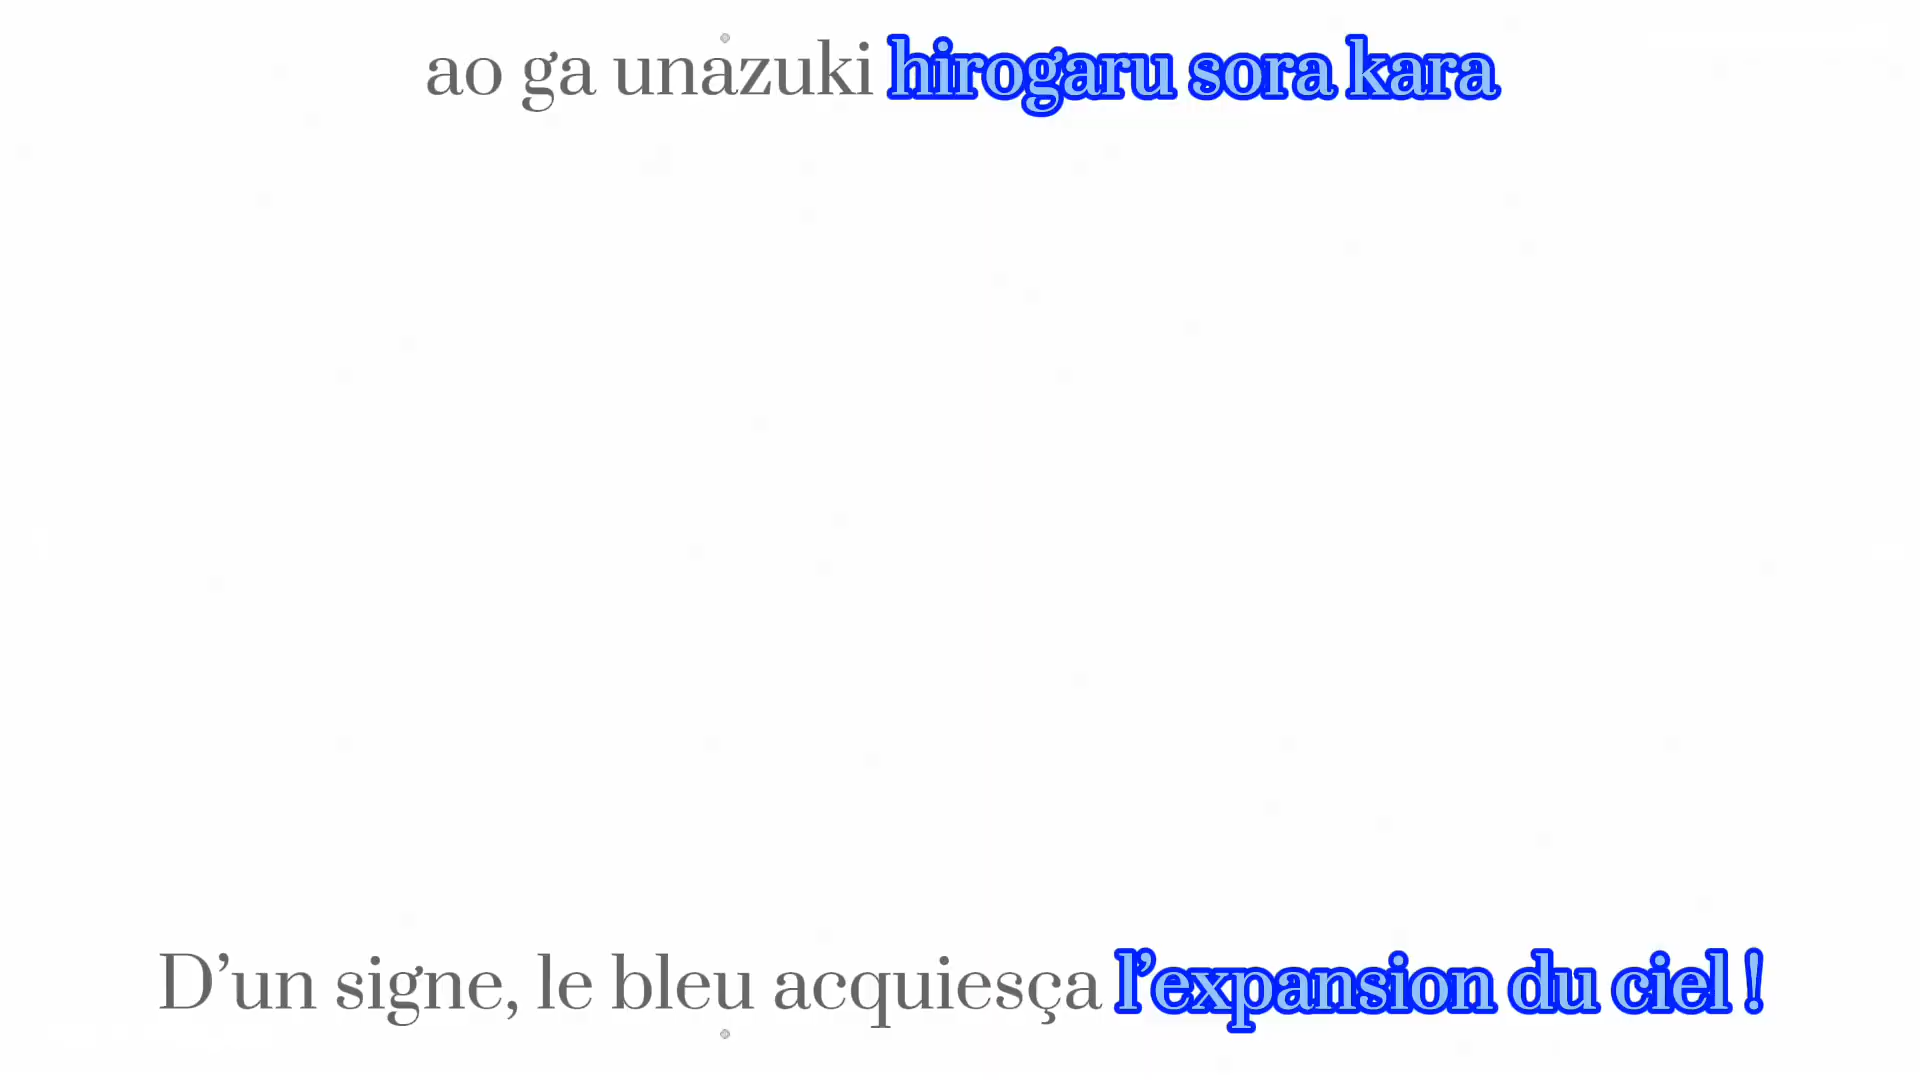 ao ga unazuki hirogaru sora kara
D’un signe, le bleu acquiesça l’expansion du ciel !